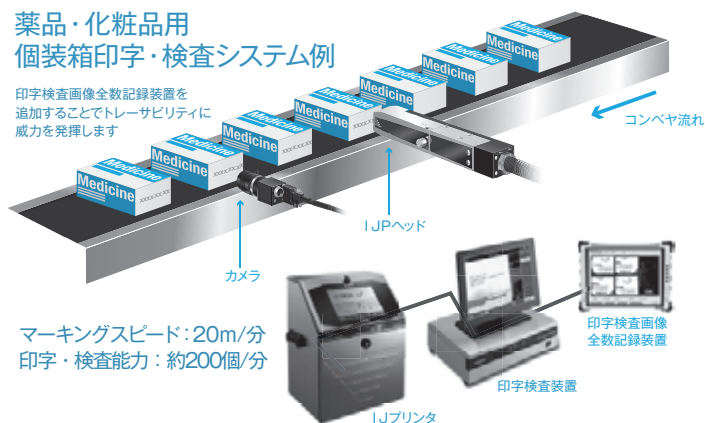 薬品・化粧品用
個装箱印字・検査システム例
印字検査画像全数記録装置を
追加することでトレーサビリティに
威力を発揮します
コンベヤ流れ
Medicine
Medicine
Medicine
Medicine
Medicine
Medicine
Medicine
Medicine
Medicine
Medicine
Medicine
Medicine
Medicine
Medicine
IJPヘッド
カメラ
マーキングスピード：20m/分
印字・検査能力：約200個/分
印字検査画像
全数記録装置
印字検査装置
IJプリンタ